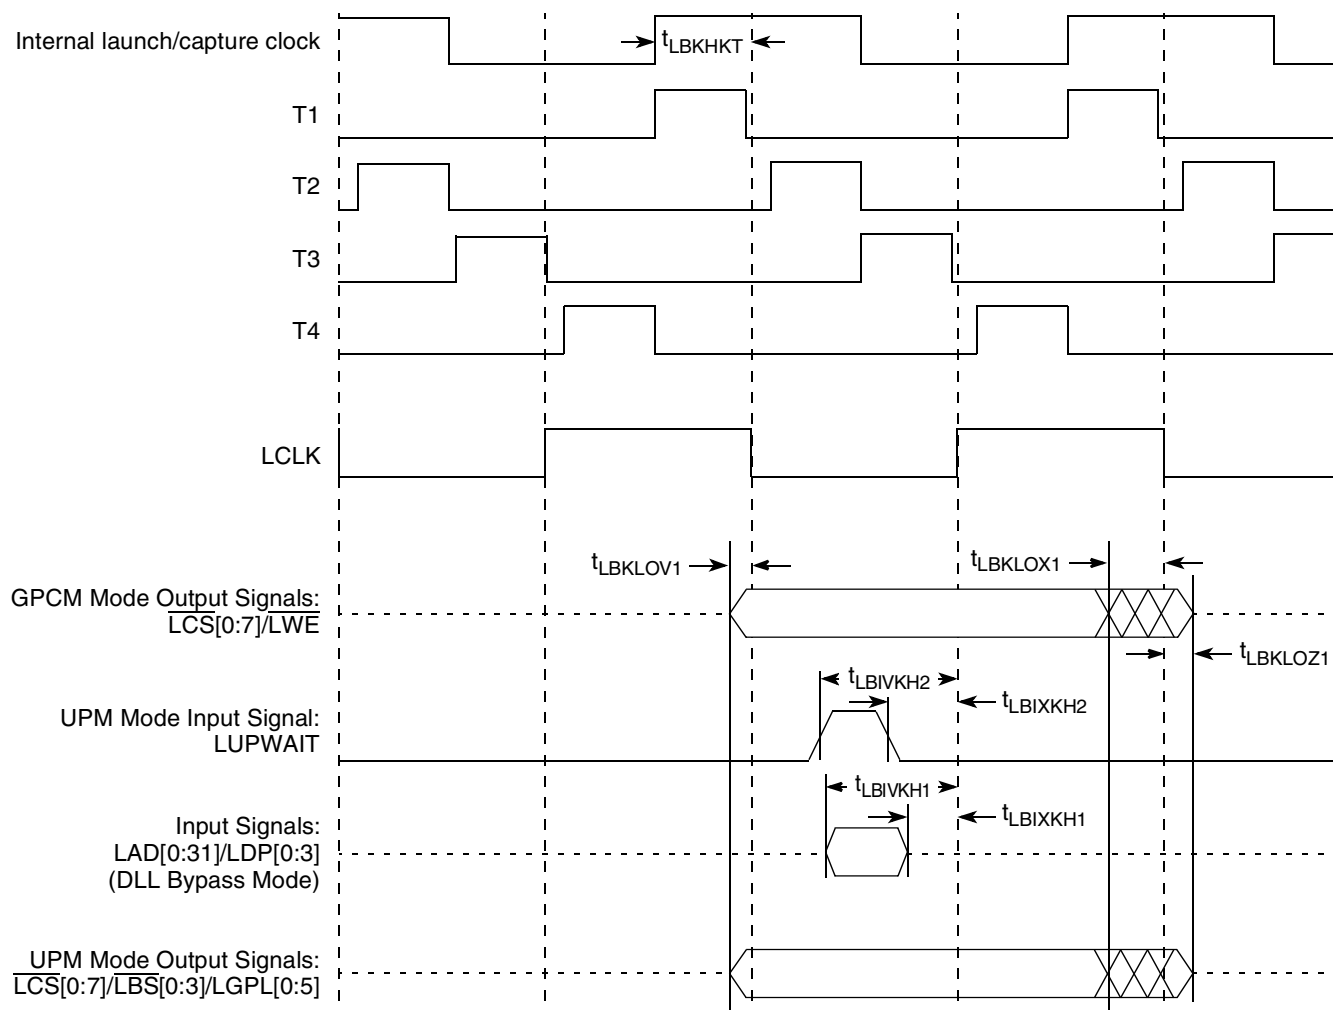 Internal launch/capture clock
tLBKHKT
T1
T2
T3
T4
LCLK
tLBKLOV1
tLBKLOX1
GPCM Mode Output Signals:
LCS[0:7]/LWE
tLBKLOZ1
tLBIVKH2
tLBIXKH2
UPM Mode Input Signal:
LUPWAIT
tLBIVKH1
tLBIXKH1
Input Signals:
LAD[0:31]/LDP[0:3]
(DLL Bypass Mode)
UPM Mode Output Signals:
LCS[0:7]/LBS[0:3]/LGPL[0:5]